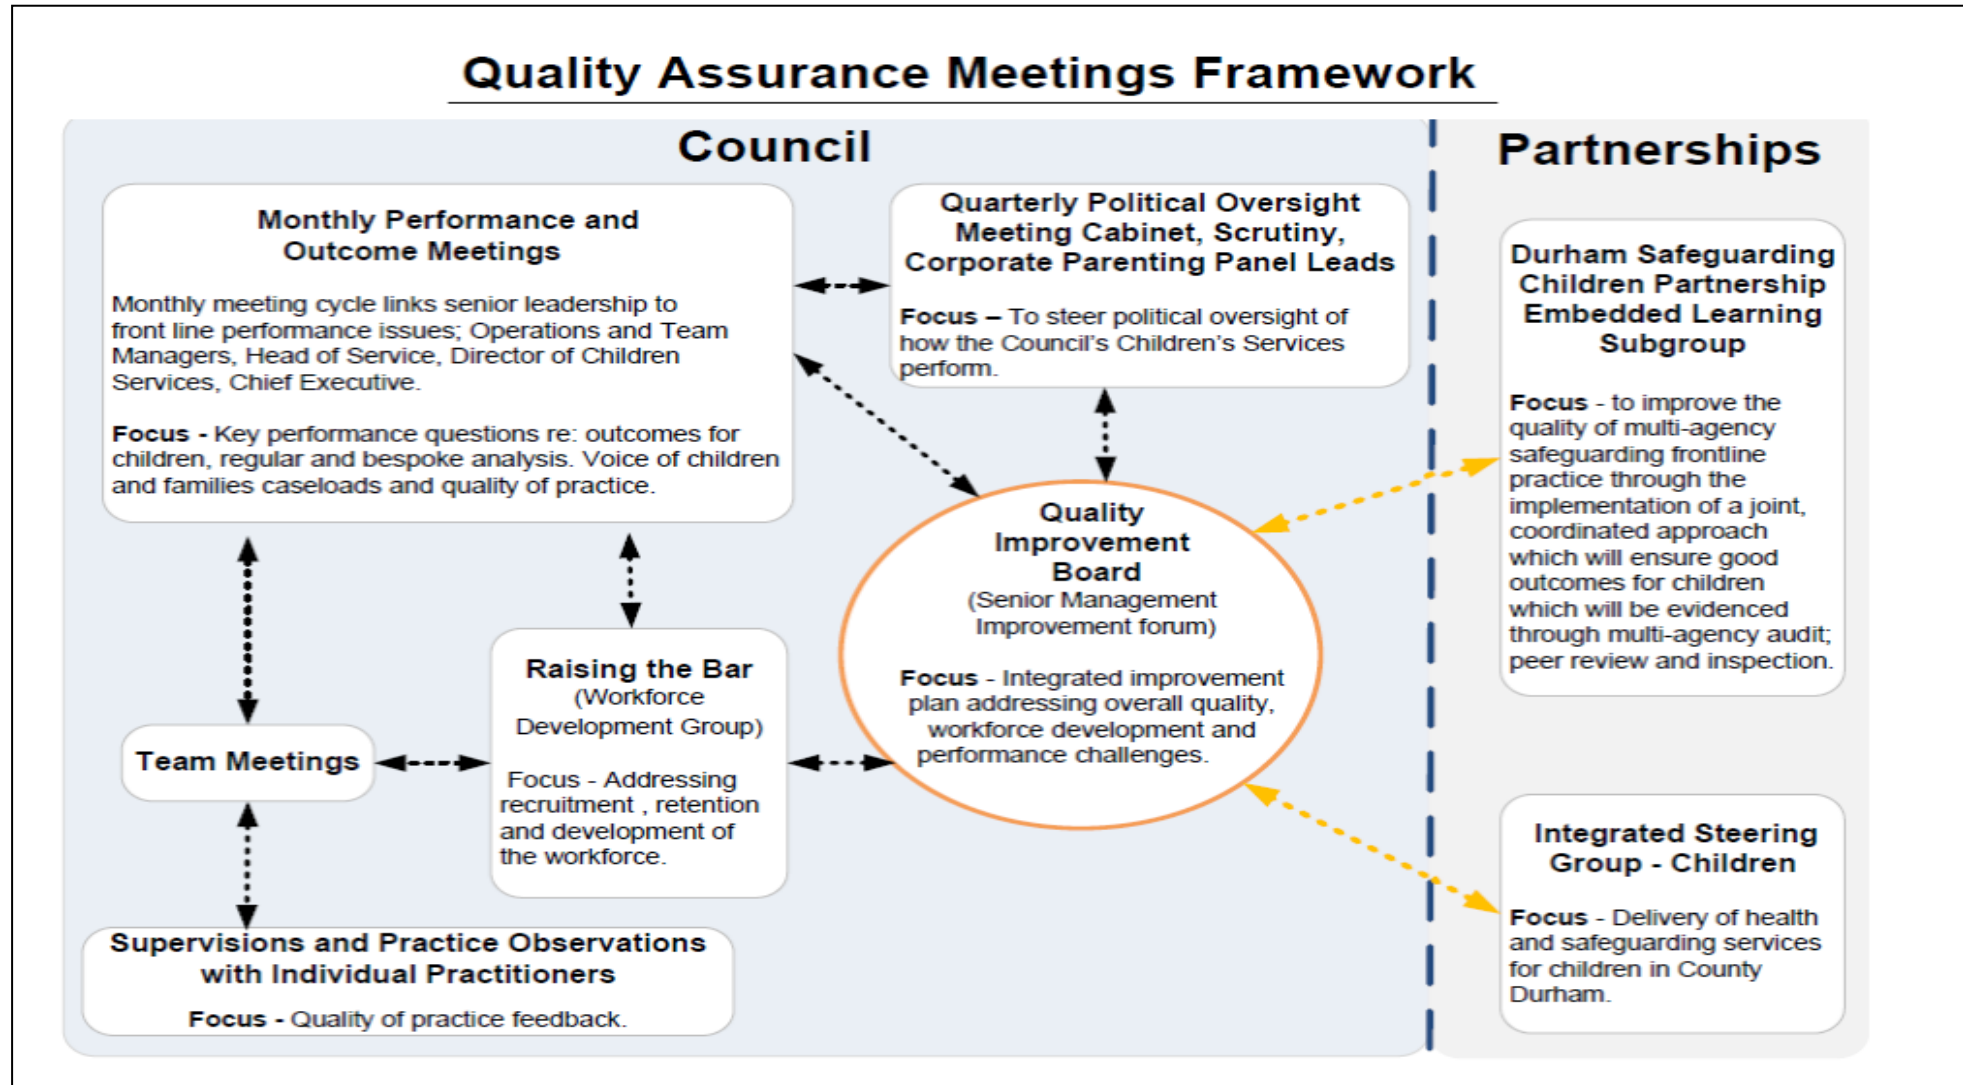 Quality Assurance Meetings Framework
Council
Monthly Performance and
Outcome Meetings
Monthly meeting cycle links senior leadership to
front line performance issues; Operations and Team
Managers, Head of Service, Director of Children
Services, Chief Executive.
Focus - Key performance questions re: outcomes for
children, regular and bespoke analysis. Voice of children
and families caseloads and quality of practice.
Quarterly Political Oversight
Meeting Cabinet, Scrutiny,
Corporate Parenting Panel Leads
Focus – To steer political oversight of
how the Council's Children's Services
perform.
Quality
Improvement
Board
(Senior Management
Improvement forum)
Focus - Integrated improvement
plan addressing overall quality,
workforce development and
performance challenges.
Raising the Bar
(Workforce
Development Group)
Focus - Addressing
recruitment , retention
and development of
the workforce.
Team Meetings
Supervisions and Practice Observations
with Individual Practitioners
Focus - Quality of practice feedback.
Partnerships
Durham Safeguarding
Children Partnership
Embedded Learning
Subgroup
Focus - to improve the
quality of multi-agency
safeguarding frontline
practice through the
implementation of a joint,
coordinated approach
which will ensure good
outcomes for children
which will be evidenced
through multi-agency audit;
peer review and inspection.
Integrated Steering
Group - Children
Focus - Delivery of health
and safeguarding services
for children in County
Durham.